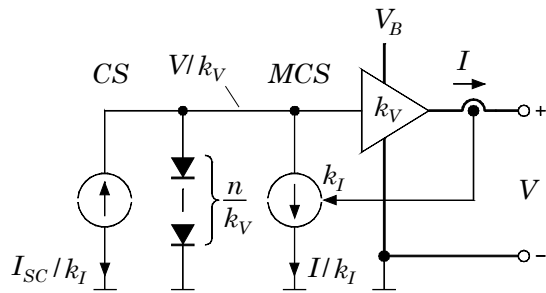 V_B
CS
V/k_V
MCS
I
k_V
+
n
k_V
k_I
V
I_SC/k_I
I/k_I
−